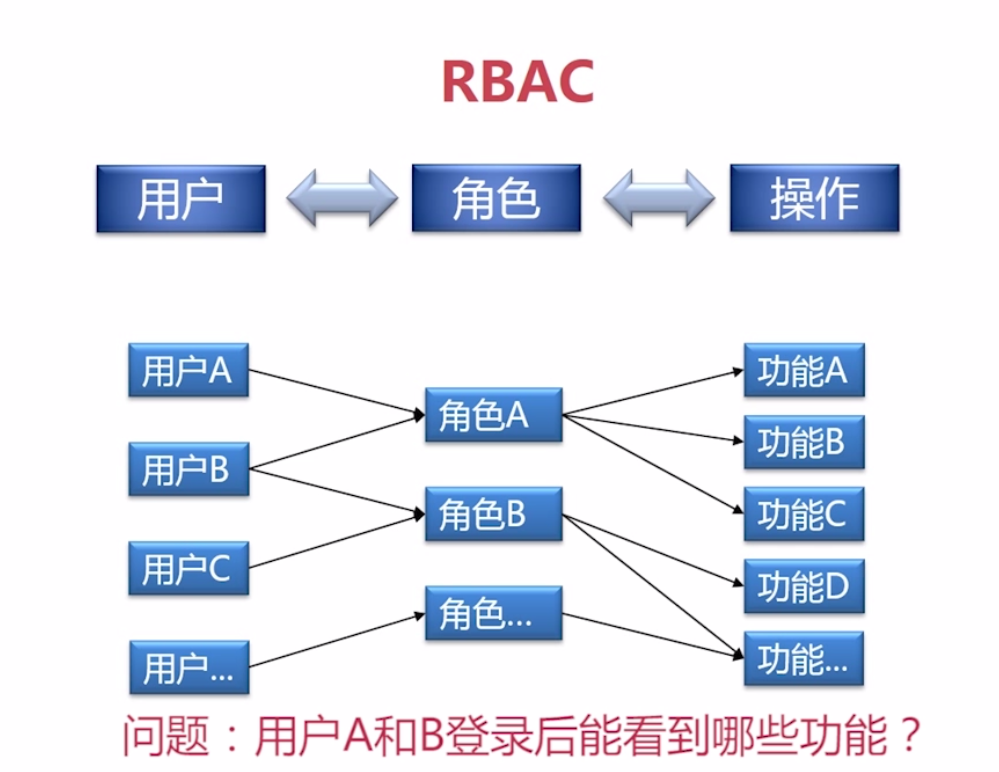 RBAC
用户 角色 操作
用户A
角色A
功能A
用户B
功能B
角色B
功能C
用户C
功能D
角色...
用户...
功能...
问题：用户A和B登录后能看到哪些功能？